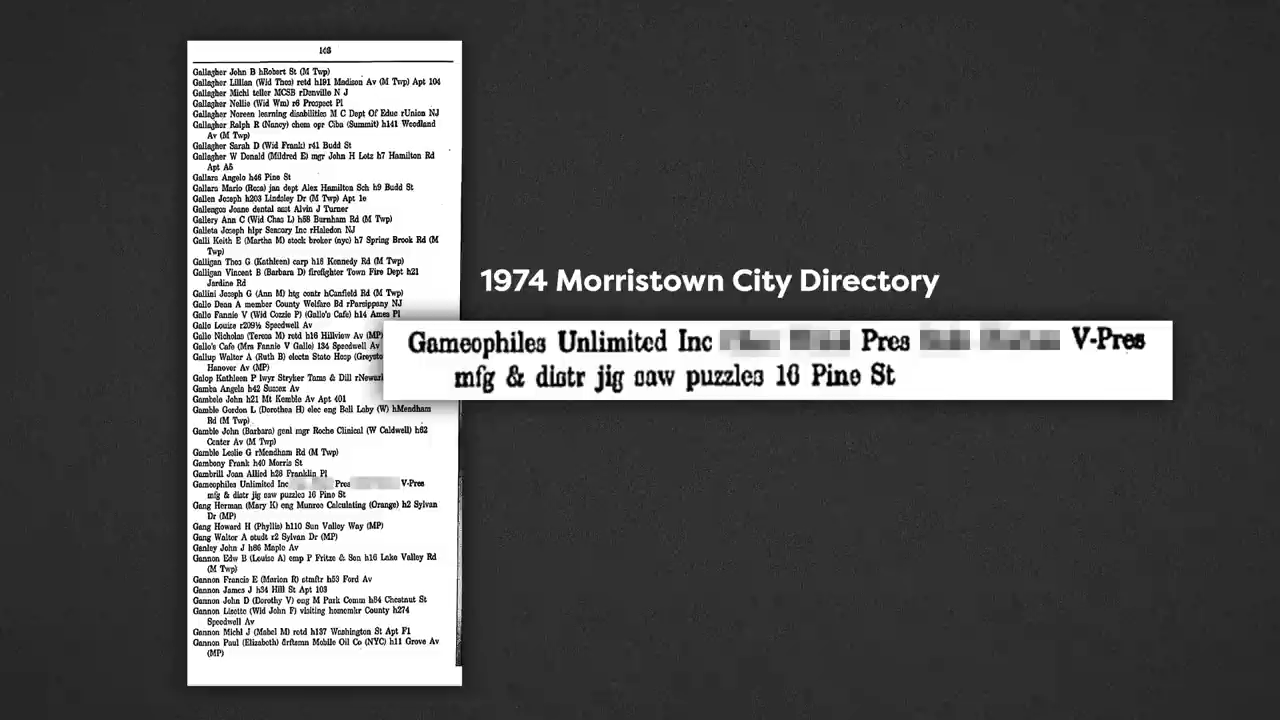 146
Gallagher John B hRobert St (M Twp)
Gallagher Lillian (Wid Thos) retd h191 Madison Av (M Twp) Apt 104
Gallagher Michl teller MCSB rDenville N J
Gallagher Nellie (Wid Wm) r6 Prospect Pl
Gallagher Noreen learning disabilities M C Dept Of Educ rUnion NJ
Gallagher Ralph R (Nancy) chem opr Ciba (Summit) h141 Woodland
Av (M Twp)
Gallagher Sarah D (Wid Frank) r41 Budd St
Gallagher W Donald (Mildred E) mgr John H Lotz h7 Hamilton Rd
Apt A5
Gallara Angelo h46 Pine St
Gallara Mario (Rosa) jan dept Alex Hamilton Sch h9 Budd St
Gallen Joseph h203 Lindsley Dr (M Twp) Apt 1e
Galleagos Joane dental asst Alvin J Turner
Gallery Ann C (Wid Chas L) h58 Burnham Rd (M Twp)
Galleta Joseph hlpr Sensory Inc rHaledon NJ
Galli Keith E (Martha M) stock broker (nyc) h7 Spring Brook Rd (M
Twp)
Galligan Thos G (Kathleen) carp h16 Kennedy Rd (M Twp)
Galligan Vincent B (Barbara D) firefighter Town Fire Dept h21
Jardine Rd
Gallini Joseph G (Ann M) htg contr hCanfield Rd (M Twp)
Gallo Dean A member County Welfare Bd rParsippany NJ
Gallo Fannie V (Wid Cozzie P) (Gallo's Cafe) h14 Ames Pl
Gallo Louize r209½ Speedwell Av
Gallo Nicholas (Teresa M) retd h16 Hillview Av (MP)
Gallo's Cafe (Mrs Fannie V Gallo) 134 Speedwell Av
Gallup Walter A (Ruth B) electn State Hosp (Greysto
Hanover Av (MP)
Galop Kathleen P lwyr Stryker Tams & Dill rNewar
Gamba Angela h42 Sussex Av
Gambele John h21 Mt Kemble Av Apt 401
Gamble Gordon L (Dorothea H) elec eng Bell Laby (W) hMendham
Rd (M Twp)
Gamble John (Barbara) genl mgr Roche Clinical (W Caldwell) h62
Center Av (M Twp)
Gamble Leslie G rMendham Rd (M Twp)
Gambony Frank h40 Morris St
Gambrill Joan Allied h26 Franklin Pl
Gameophiles Unlimited Inc Pres V-Pres
mfg & distr jig saw puzzles 16 Pine St
Gang Herman (Mary K) eng Munroe Calculating (Orange) h2 Sylvan
Dr (MP)
Gang Howard H (Phyllis) h110 Sun Valley Way (MP)
Gang Walter A studt r2 Sylvan Dr (MP)
Ganley John J h86 Maple Av
Gannon Edw B (Louise A) emp P Fritze & Son h16 Lake Valley Rd
(M Twp)
Gannon Francis E (Marion R) stmftr h53 Ford Av
Gannon James J h34 Hill St Apt 103
Gannon John D (Dorothy V) eng M Park Comm h84 Chestnut St
Gannon Lisette (Wid John F) visiting homemkr County h274
Speedwell Av
Gannon Michl J (Mabel M) retd h137 Washington St Apt F1
Gannon Paul (Elizabeth) drftsmn Mobile Oil Co (NYC) h11 Grove Av
(MP)
1974 Morristown City Directory
Gameophiles Unlimited Inc Pres V-Pres
mfg & distr jig saw puzzles 16 Pine St